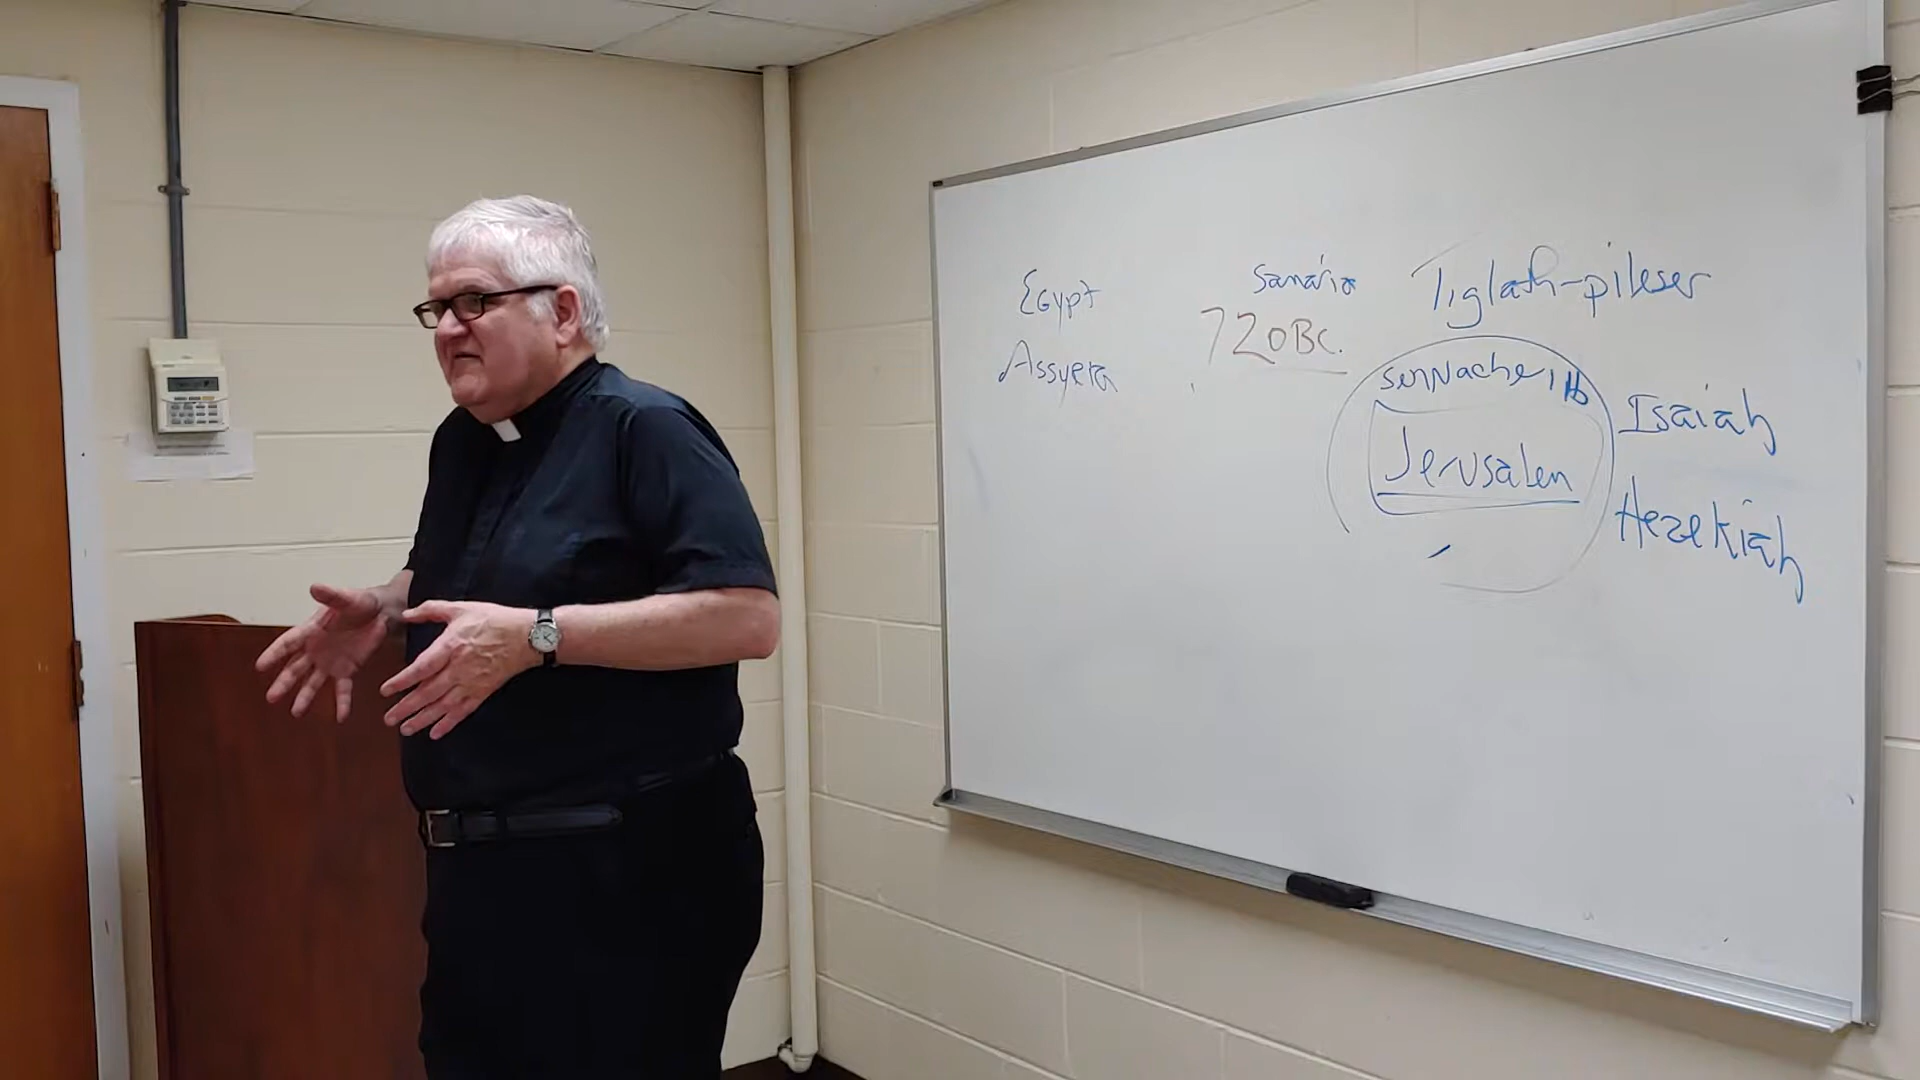 Egypt
Assyria
Samaria
720BC.
Tiglath-pileser
Sennacherib
Jerusalem
Isaiah
Hezekiah